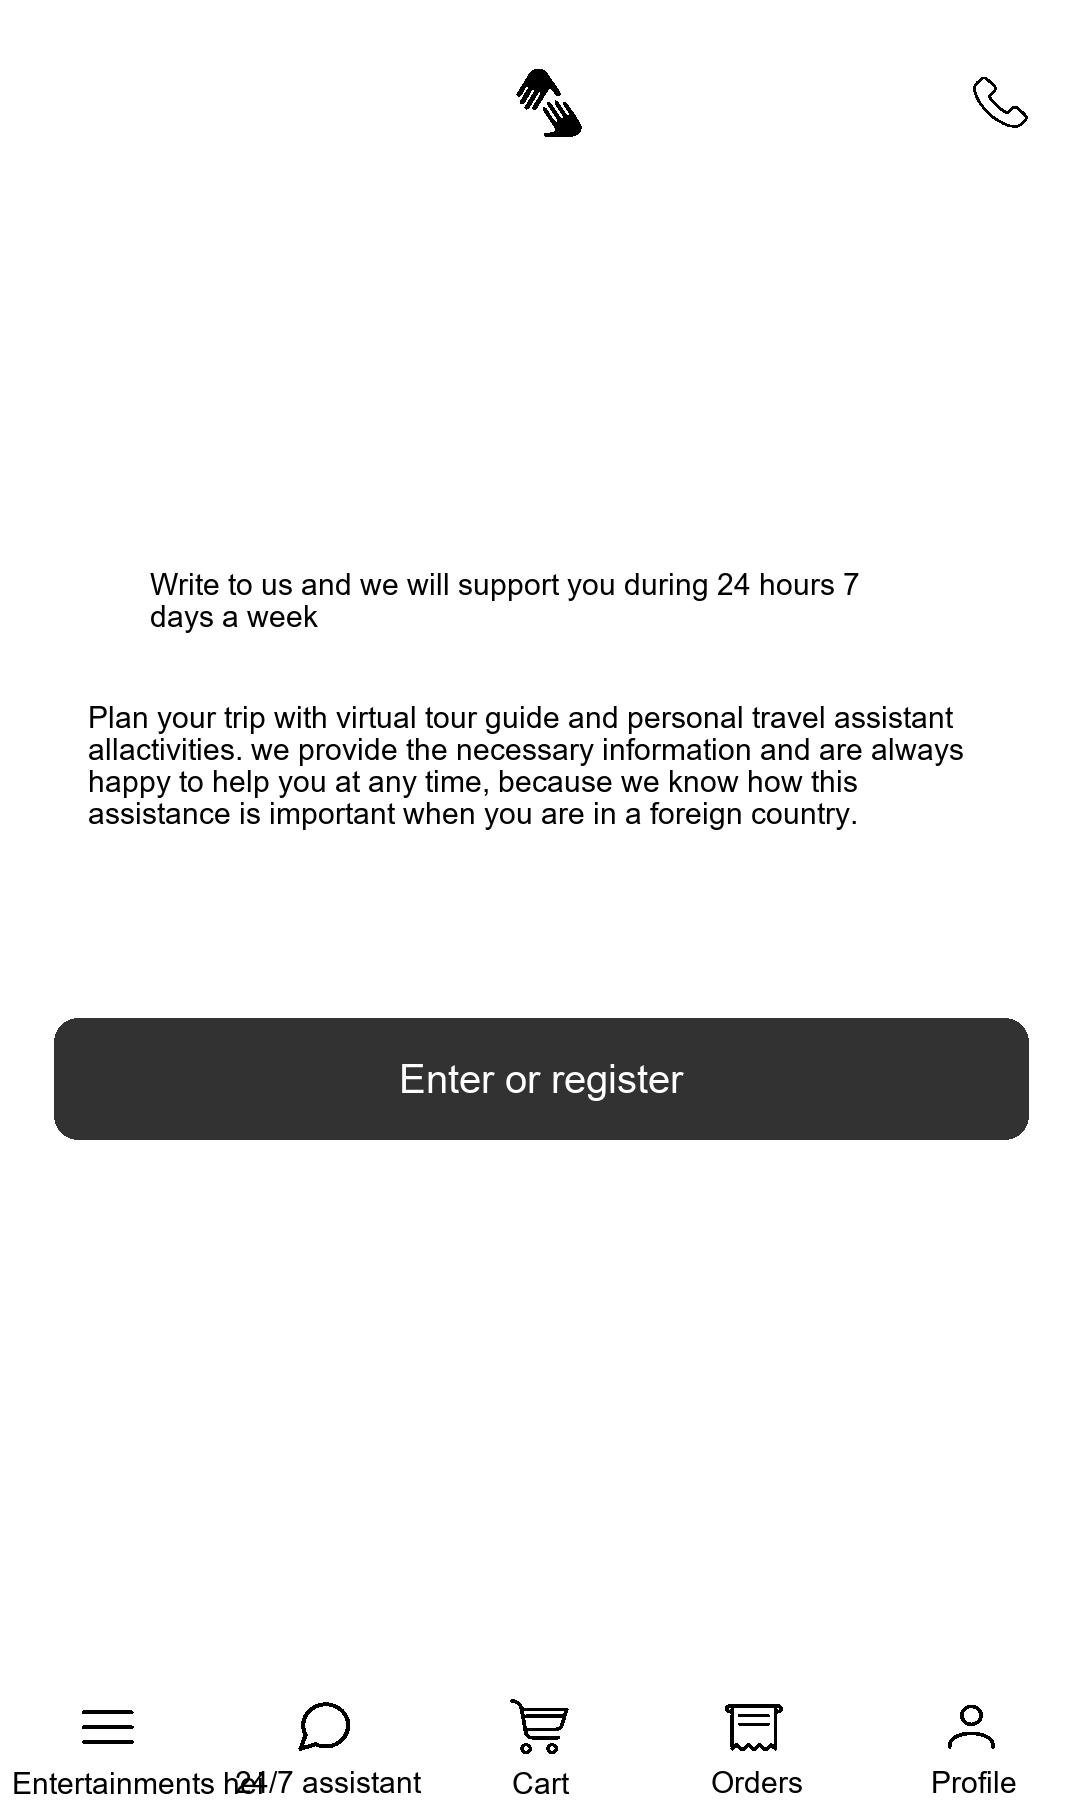 Write to us and we will support you during 24 hours 7
days a week
Plan your trip with virtual tour guide and personal travel assistant
allactivities. we provide the necessary information and are always
happy to help you at any time, because we know how this
assistance is important when you are in a foreign country.
Enter or register
Entertainments 24/7 assistant Cart Orders Profile